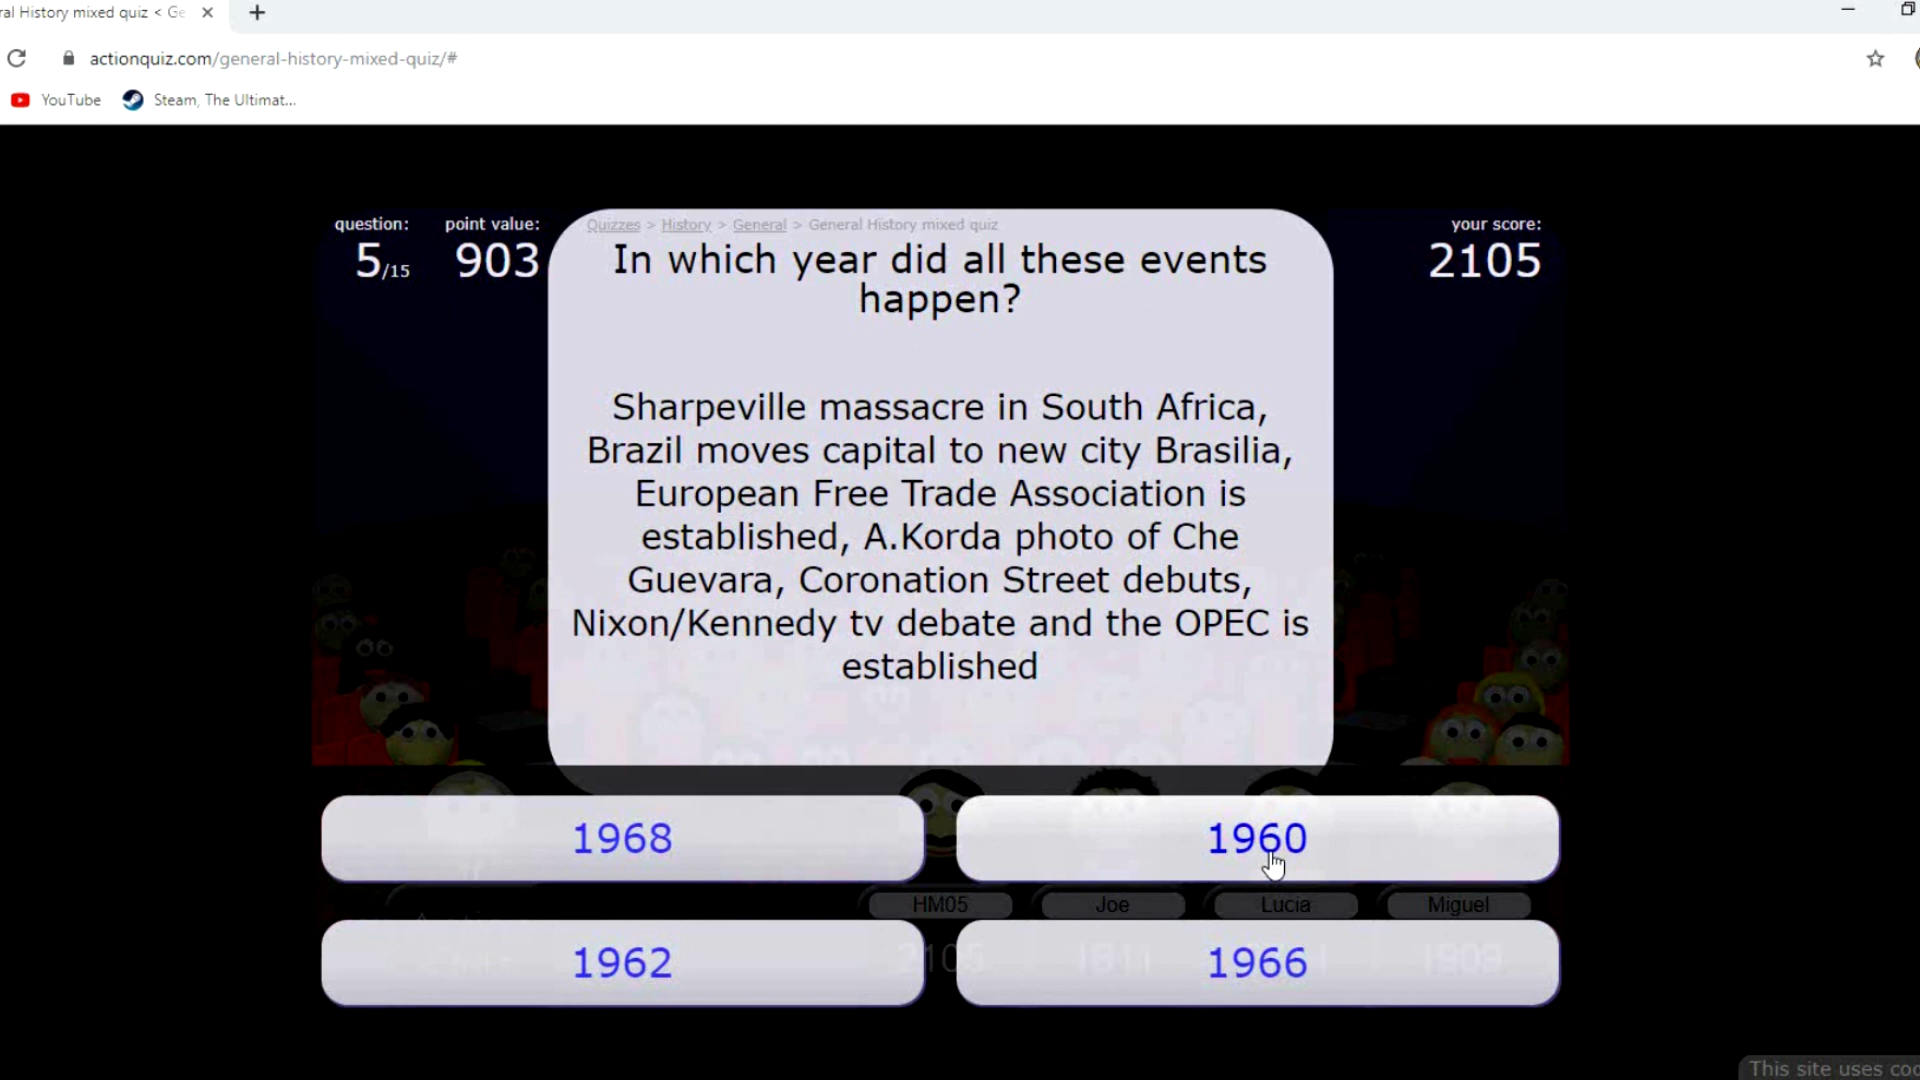 ral History mixed quiz < Ge
actionquiz.com/general-history-mixed-quiz/#
YouTube Steam, The Ultimat...
question: point value: your score:
5/15 903 2105
Quizzes > History > General > General History mixed quiz
In which year did all these events
happen?
Sharpeville massacre in South Africa,
Brazil moves capital to new city Brasilia,
European Free Trade Association is
established, A.Korda photo of Che
Guevara, Coronation Street debuts,
Nixon/Kennedy tv debate and the OPEC is
established
1968 1960
HM05 Joe Lucia Miguel
1962 1966
2105
This site uses coo